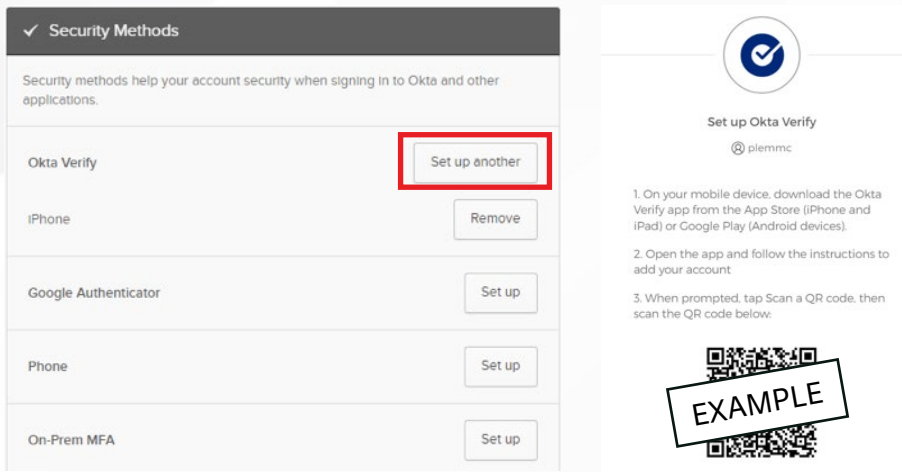 Security Methods
Security methods help your account security when signing in to Okta and other
applications.
Okta Verify
Set up another
iPhone
Remove
Google Authenticator
Set up
Phone
Set up
On-Prem MFA
Set up
Set up Okta Verify
plemmc
1. On your mobile device, download the Okta
Verify app from the App Store (iPhone and
iPad) or Google Play (Android devices).
2. Open the app and follow the instructions to
add your account
3. When prompted, tap Scan a QR code, then
scan the QR code below:
EXAMPLE